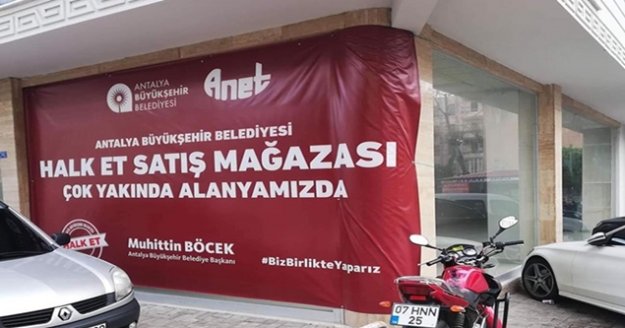 ANTALYA
BÜYÜKŞEHİR
BELEDİYESİ
Anet
ANTALYA BÜYÜKŞEHİR BELEDİYESİ
HALK ET SATIŞ MAĞAZASI
ÇOK YAKINDA ALANYAMIZDA
HALK ET
Muhittin BÖCEK
Antalya Büyükşehir Belediye Başkanı
#BizBirlikteYaparız
07 HNN
25